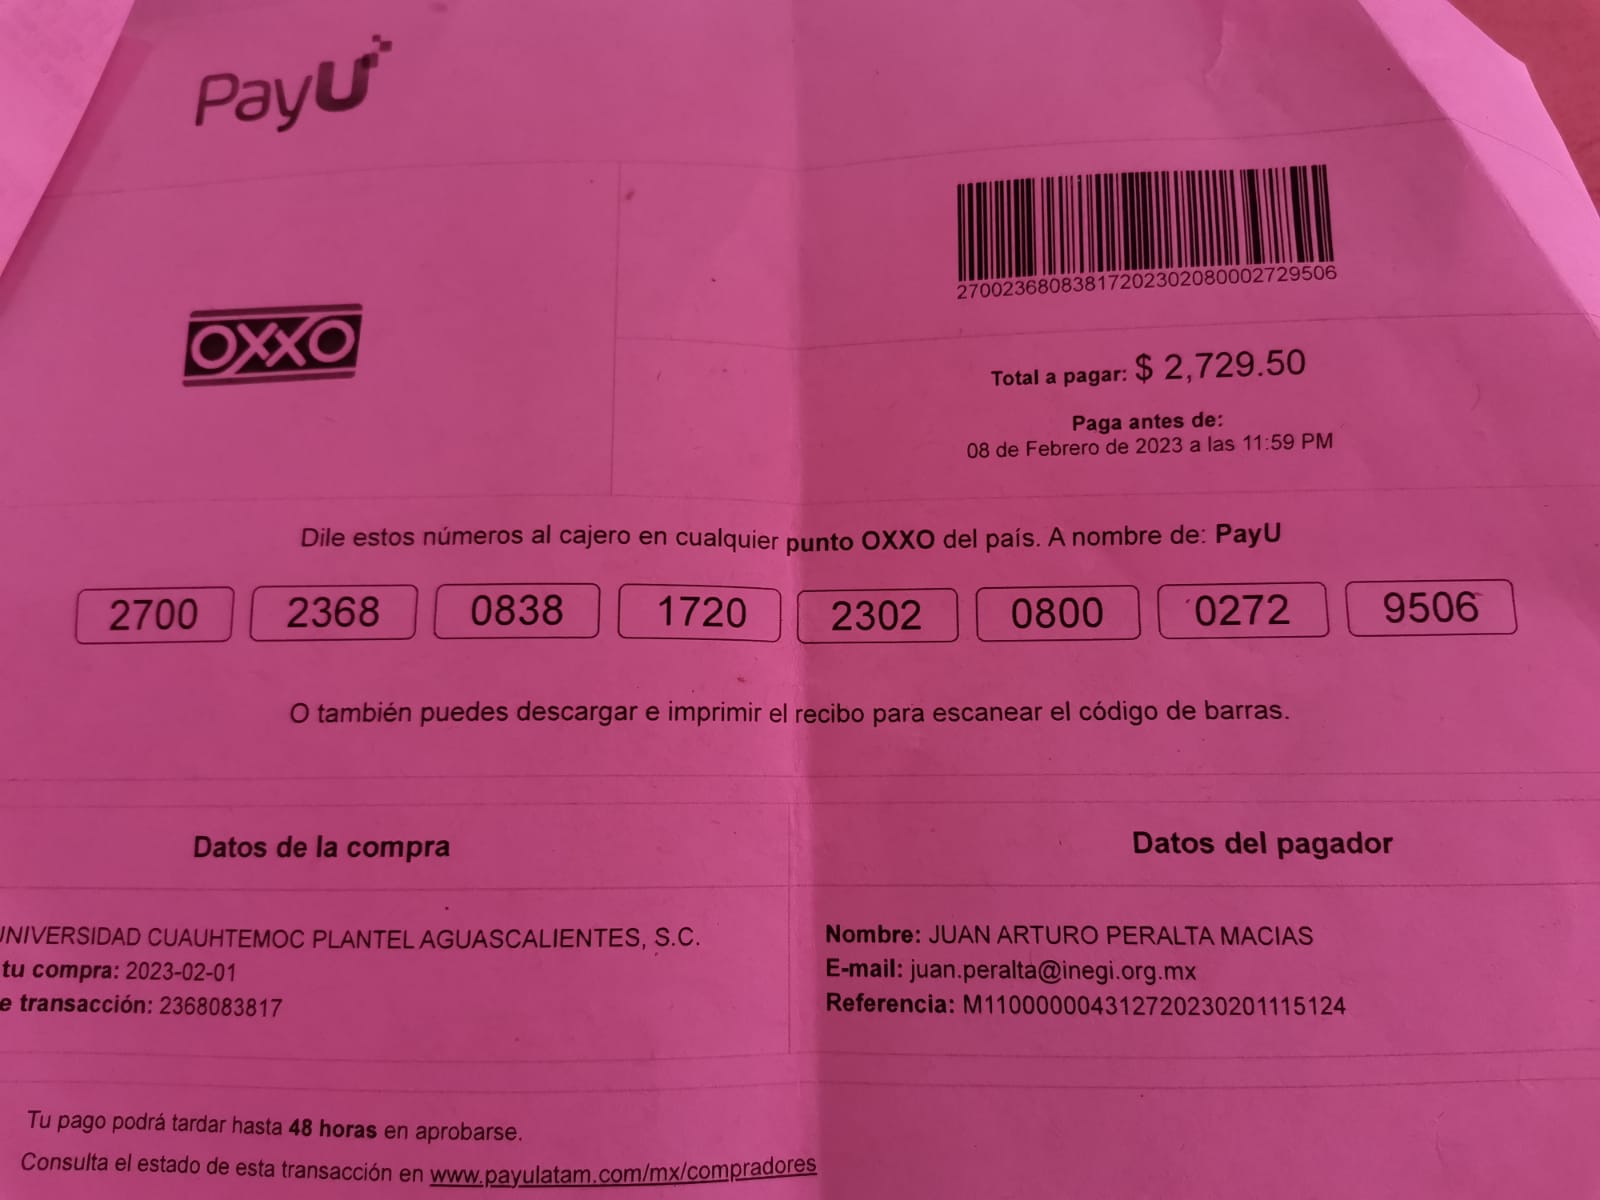 PayU
27002368083817202302080002729506
OXXO
Total a pagar: $ 2,729.50
Paga antes de:
08 de Febrero de 2023 a las 11:59 PM
Dile estos números al cajero en cualquier punto OXXO del país. A nombre de: PayU
2700 2368 0838 1720 2302 0800 0272 9506
O también puedes descargar e imprimir el recibo para escanear el código de barras.
Datos de la compra
UNIVERSIDAD CUAUHTEMOC PLANTEL AGUASCALIENTES, S.C.
tu compra: 2023-02-01
e transacción: 2368083817
Datos del pagador
Nombre: JUAN ARTURO PERALTA MACIAS
E-mail: juan.peralta@inegi.org.mx
Referencia: M11000000431272023020​1115124
Tu pago podrá tardar hasta 48 horas en aprobarse.
Consulta el estado de esta transacción en www.payulatam.com/mx/compradores